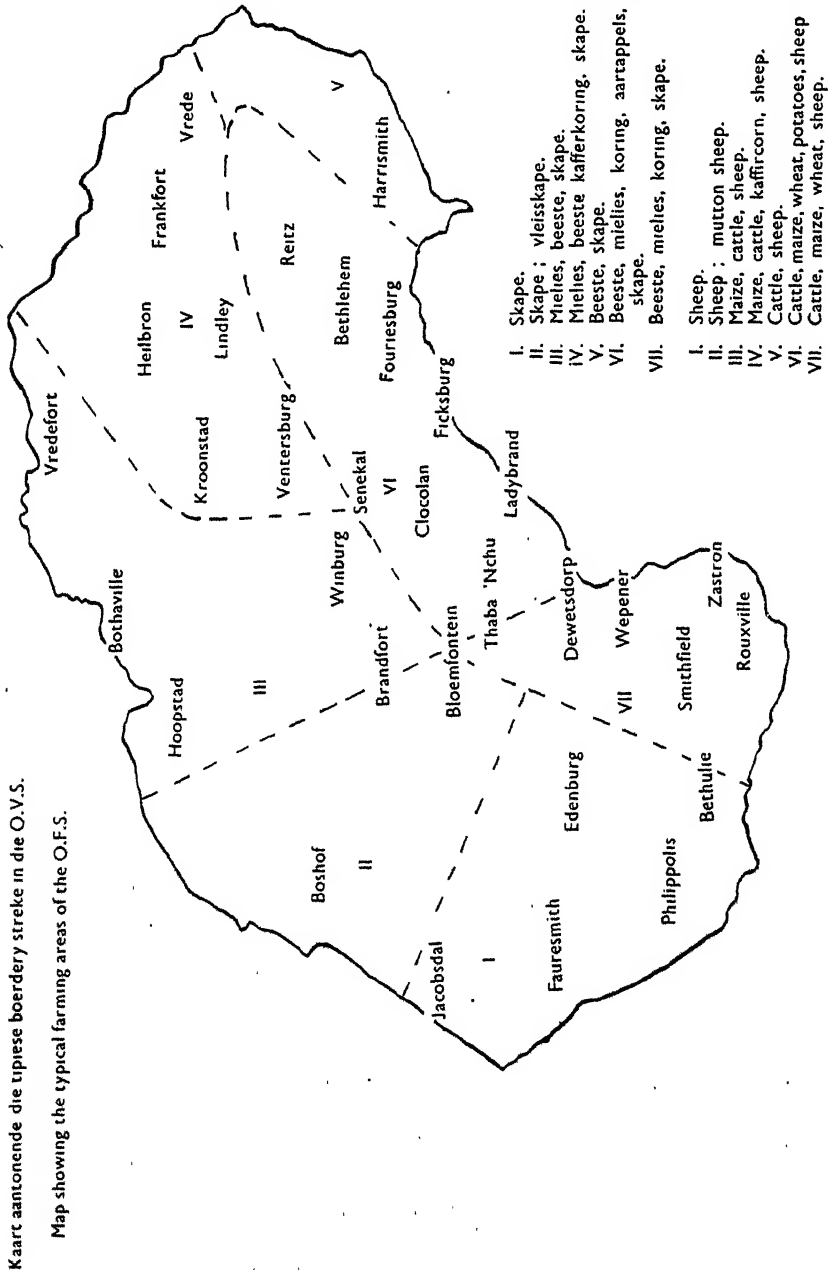 Kaart aantonende die tipiese boerdery streke in die O.V.S.
Map showing the typical farming areas of the O.F.S.
Vredefort
Bothaville
Hoopstad
III
Kroonstad
Heilbron
IV
Lindley
Frankfort
Vrede
Ventersburg
Reitz
V
Winburg
Senekal
VI
Bethlehem
Harrismith
Boshof
II
Brandfort
Clocolan
Fouriesburg
Bloemfontein
Ficksburg
Thaba 'Nchu
Ladybrand
Jacobsdal
I
Fauresmith
Edenburg
Dewetsdorp
Wepener
VII
Philippolis
Bethulie
Smithfield
Zastron
Rouxville
I. Skape.
II. Skape ; vleisskape.
III. Mielies, beeste, skape.
IV. Mielies, beeste kafferkoring, skape.
V. Beeste, skape.
VI. Beeste, mielies, koring, aartappels,
skape.
VII. Beeste, mielies, koring, skape.
I. Sheep.
II. Sheep ; mutton sheep.
III. Maize, cattle, sheep.
IV. Maize, cattle, kaffircorn, sheep.
V. Cattle, sheep.
VI. Cattle, maize, wheat, potatoes, sheep
VII. Cattle, maize, wheat, sheep.